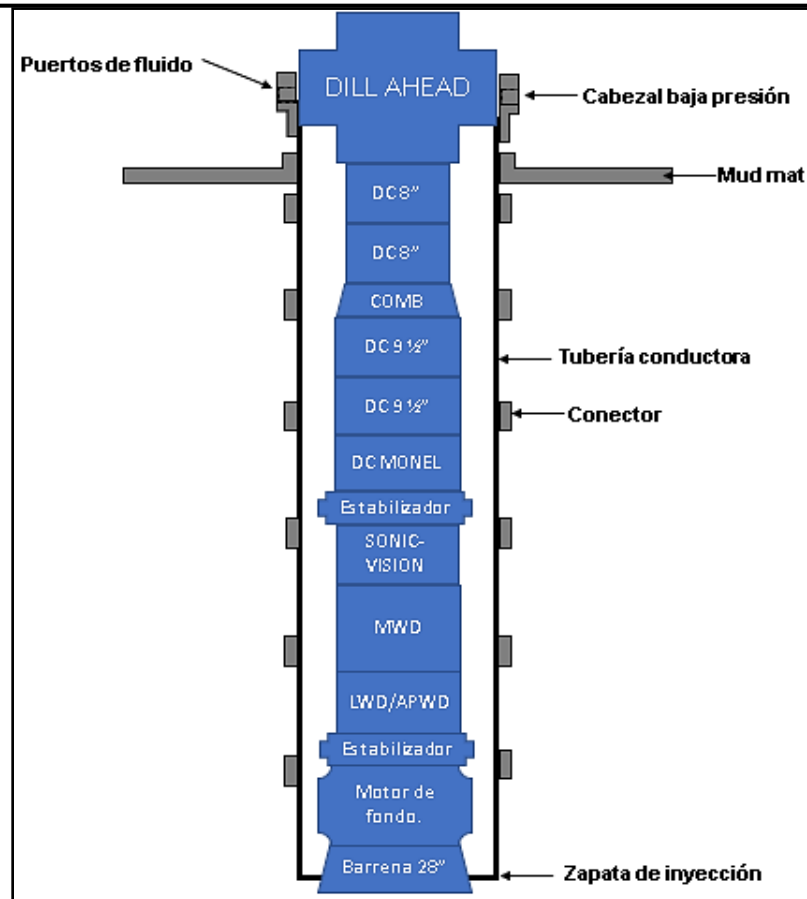 Puertos de fluido
DILL AHEAD
Cabezal baja presión
Mud mat
DC 8”
DC 8”
COMB
DC 9 ½”
Tubería conductora
DC 9 ½”
Conector
DC MONEL
Estabilizador
SONIC-
VISION
MWD
LWD/APWD
Estabilizador
Motor de
fondo.
Barrena 28”
Zapata de inyección